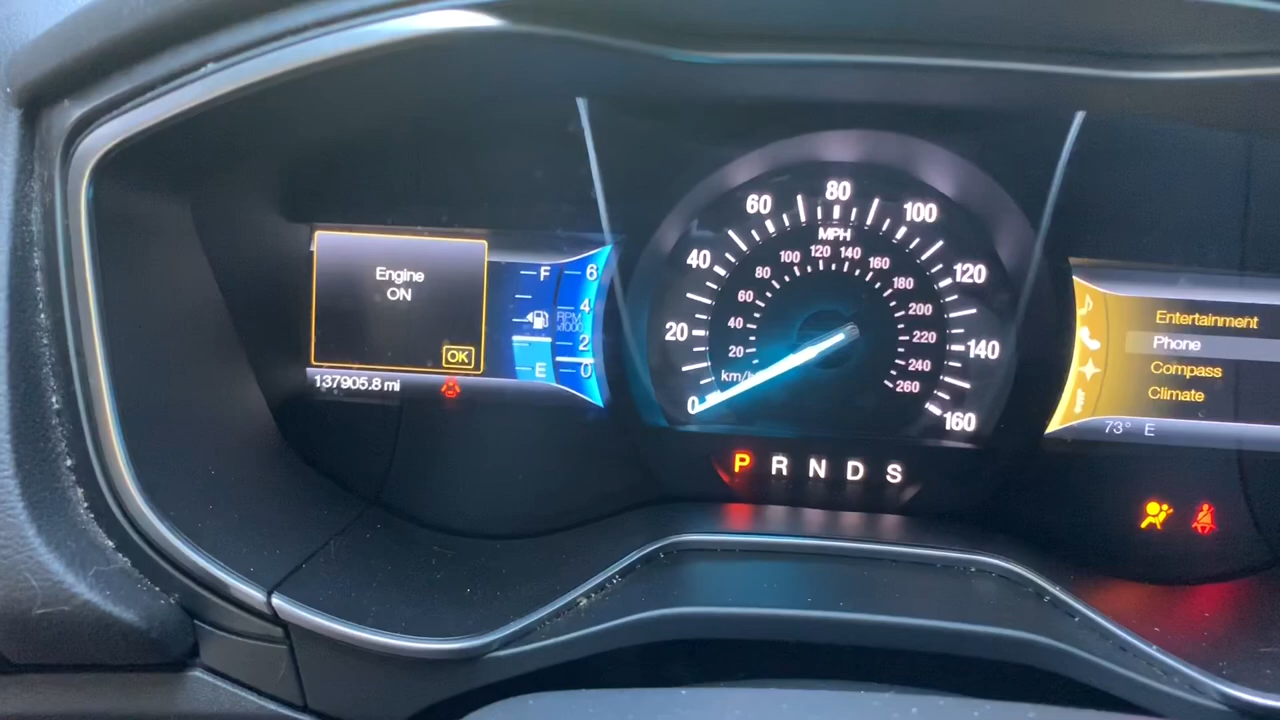 Engine
ON
OK
137905.8 mi
F
E
6
4
RPM
x1000
2
0
0
20
40
60
80
100
120
140
160
MPH
20
40
60
80
100
120
140
160
180
200
220
240
260
km/h
P R N D S
Entertainment
Phone
Compass
Climate
73° E